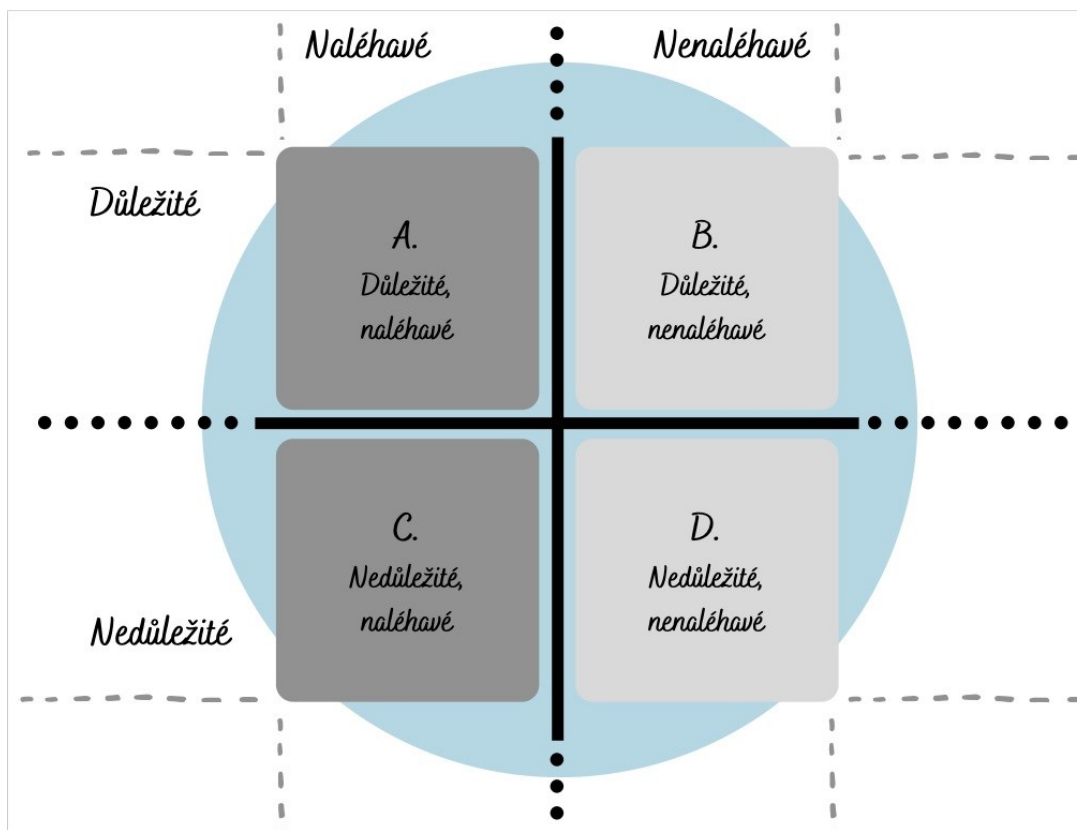 Naléhavé
Nenaléhavé
Důležité
A.
Důležité,
naléhavé
B.
Důležité,
nenaléhavé
C.
Nedůležité,
naléhavé
D.
Nedůležité,
nenaléhavé
Nedůležité